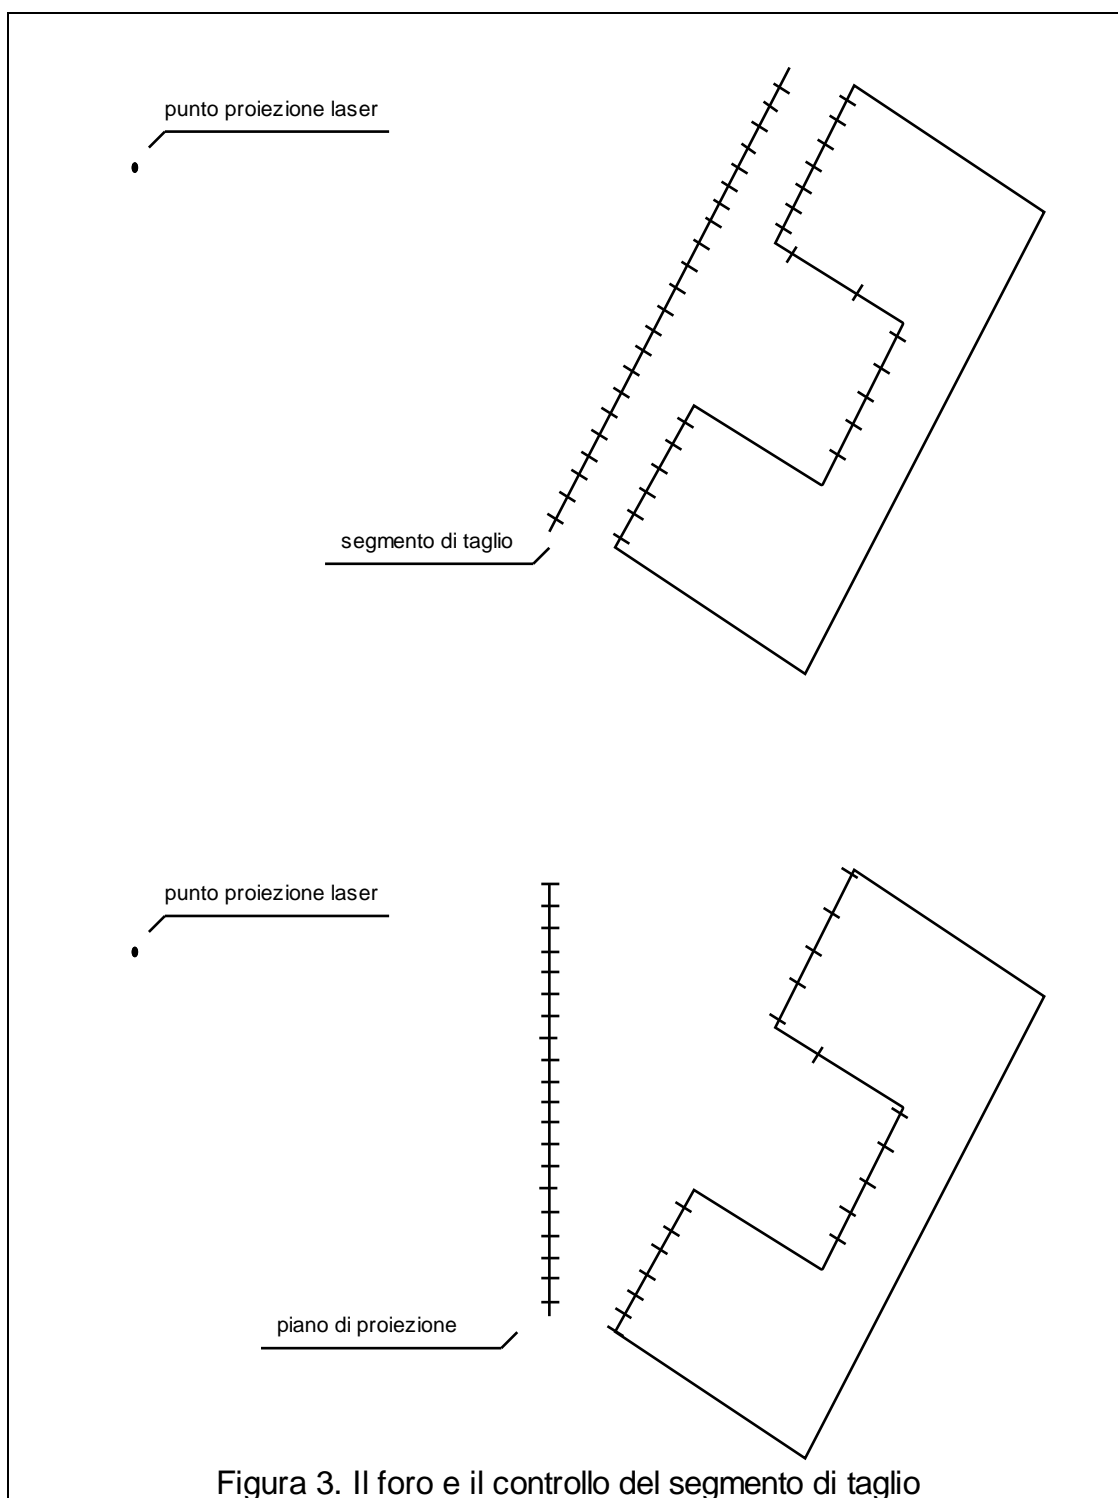 punto proiezione laser
segmento di taglio
punto proiezione laser
piano di proiezione
Figura 3. Il foro e il controllo del segmento di taglio